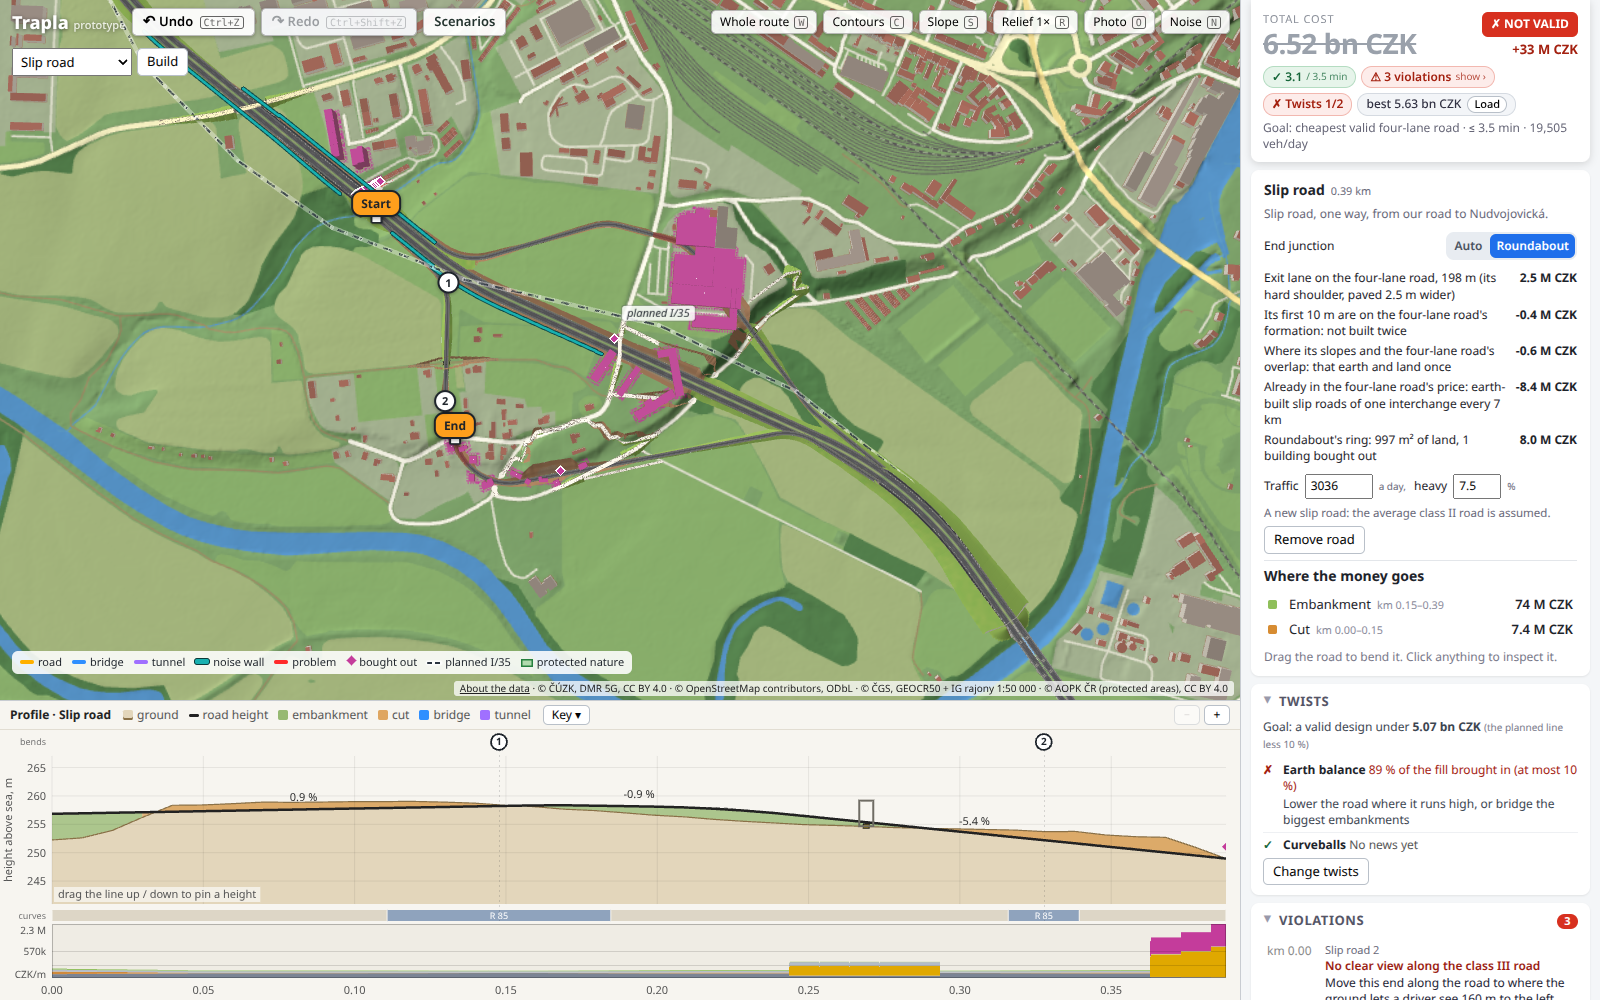 Trapla prototype
↶ Undo Ctrl+Z
↷ Redo Ctrl+Shift+Z
Scenarios
Whole route W
Contours C
Slope S
Relief 1× R
Photo O
Noise N
Slip road
Build
Start
1
planned I/35
2
End
road
bridge
tunnel
noise wall
problem
bought out
planned I/35
protected nature
About the data · © ČÚZK, DMR 5G, CC BY 4.0 · © OpenStreetMap contributors, ODbL · © ČGS, GEOCR50 + IG rajony 1:50 000 · © AOPK ČR (protected areas), CC BY 4.0
Profile · Slip road
ground
road height
embankment
cut
bridge
tunnel
Key ▾
−
+
bends
1
2
265
260
255
250
245
height above sea, m
0.9 %
-0.9 %
-5.4 %
drag the line up / down to pin a height
curves
R 85
R 85
2.3 M
570k
CZK/m
0.00
0.05
0.10
0.15
0.20
0.25
0.30
0.35
TOTAL COST
6.52 bn CZK
✗ NOT VALID
+33 M CZK
✓ 3.1 / 3.5 min
⚠ 3 violations show ›
✗ Twists 1/2
best 5.63 bn CZK Load
Goal: cheapest valid four-lane road · ≤ 3.5 min · 19,505
veh/day
Slip road 0.39 km
Slip road, one way, from our road to Nudvojovická.
End junction
Auto
Roundabout
Exit lane on the four-lane road, 198 m (its
hard shoulder, paved 2.5 m wider)
2.5 M CZK
Its first 10 m are on the four-lane road's
formation: not built twice
-0.4 M CZK
Where its slopes and the four-lane road's
overlap: that earth and land once
-0.6 M CZK
Already in the four-lane road's price: earth-
built slip roads of one interchange every 7
km
-8.4 M CZK
Roundabout's ring: 997 m² of land, 1
building bought out
8.0 M CZK
Traffic 3036 a day, heavy 7.5 %
A new slip road: the average class II road is assumed.
Remove road
Where the money goes
Embankment km 0.15–0.39 74 M CZK
Cut km 0.00–0.15 7.4 M CZK
Drag the road to bend it. Click anything to inspect it.
▼ TWISTS
Goal: a valid design under 5.07 bn CZK (the planned line
less 10 %)
✗ Earth balance 89 % of the fill brought in (at most 10
%)
Lower the road where it runs high, or bridge the
biggest embankments
✓ Curveballs No news yet
Change twists
▼ VIOLATIONS
3
km 0.00
Slip road 2
No clear view along the class III road
Move this end along the road to where the
ground lets a driver see 160 m to the left